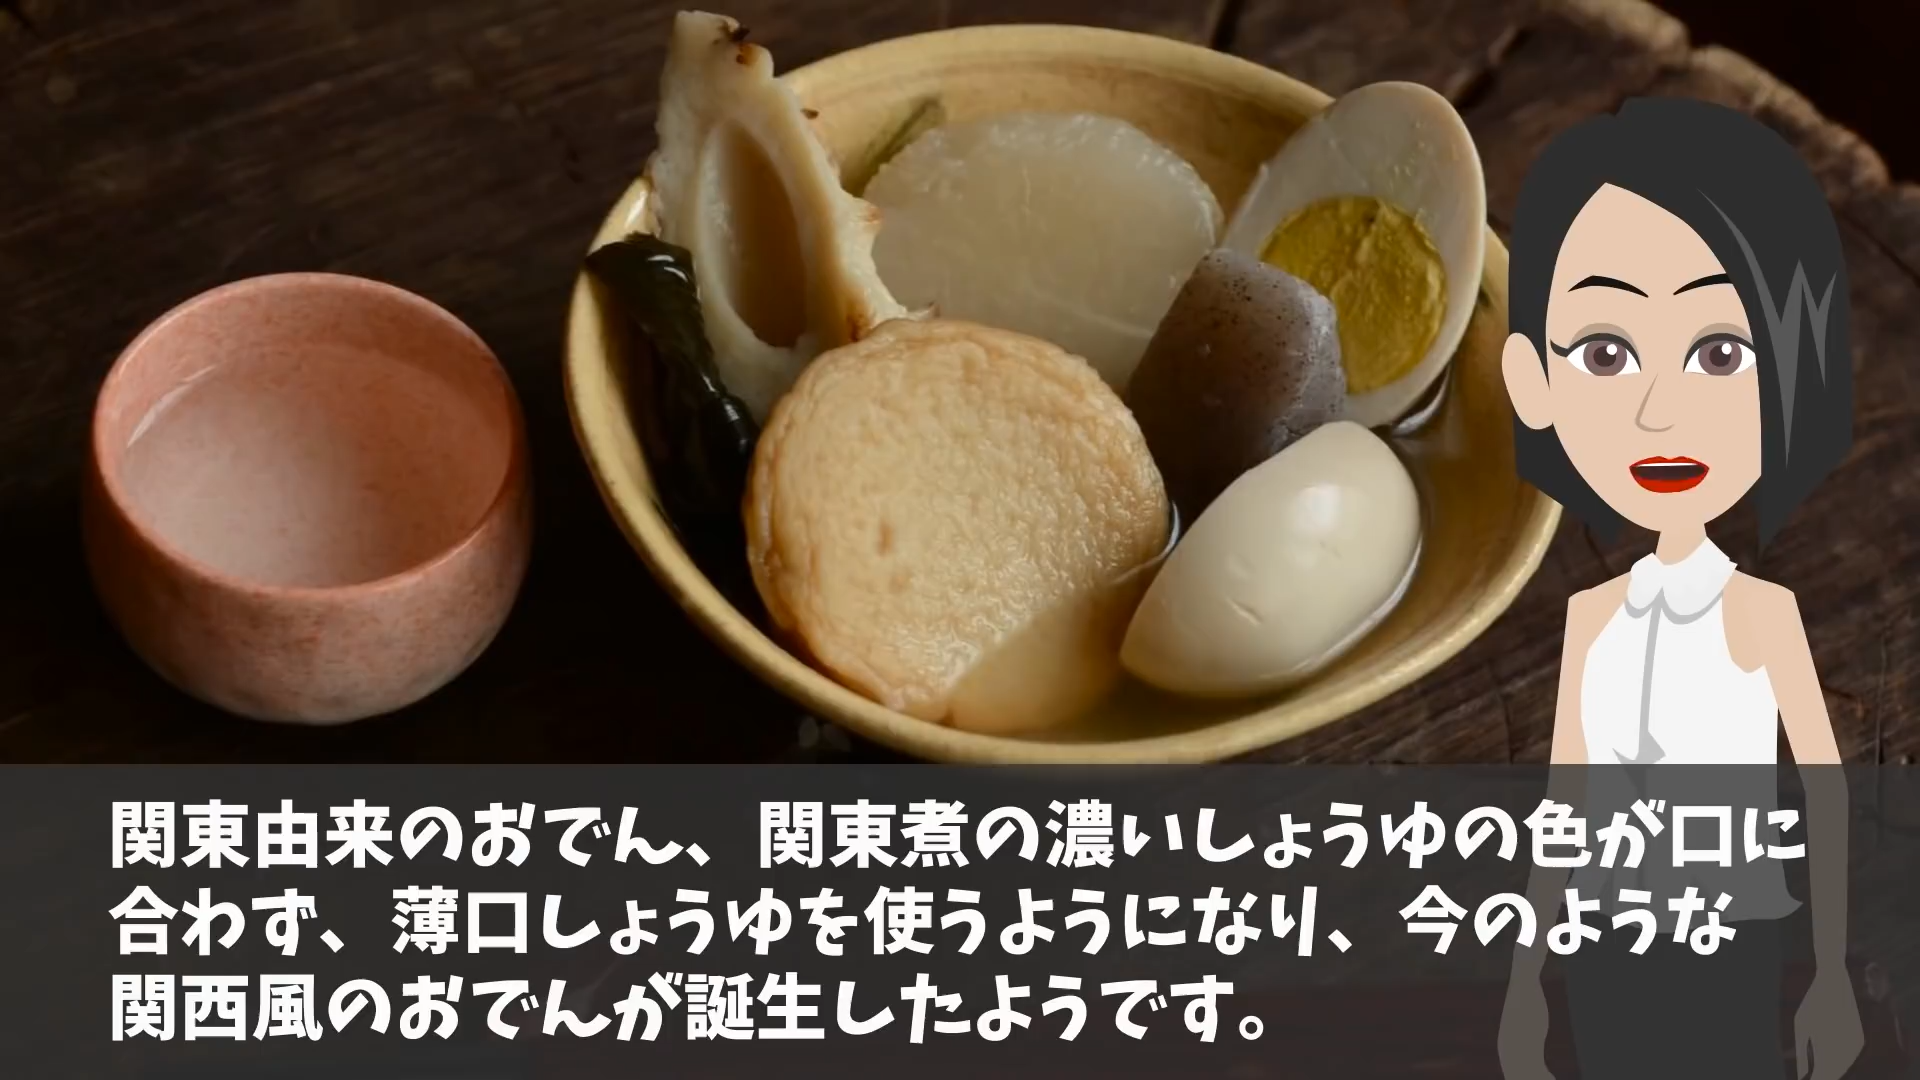 関東由来のおでん、関東煮の濃いしょうゆの色が口に
合わず、薄口しょうゆを使うようになり、今のような
関西風のおでんが誕生したようです。